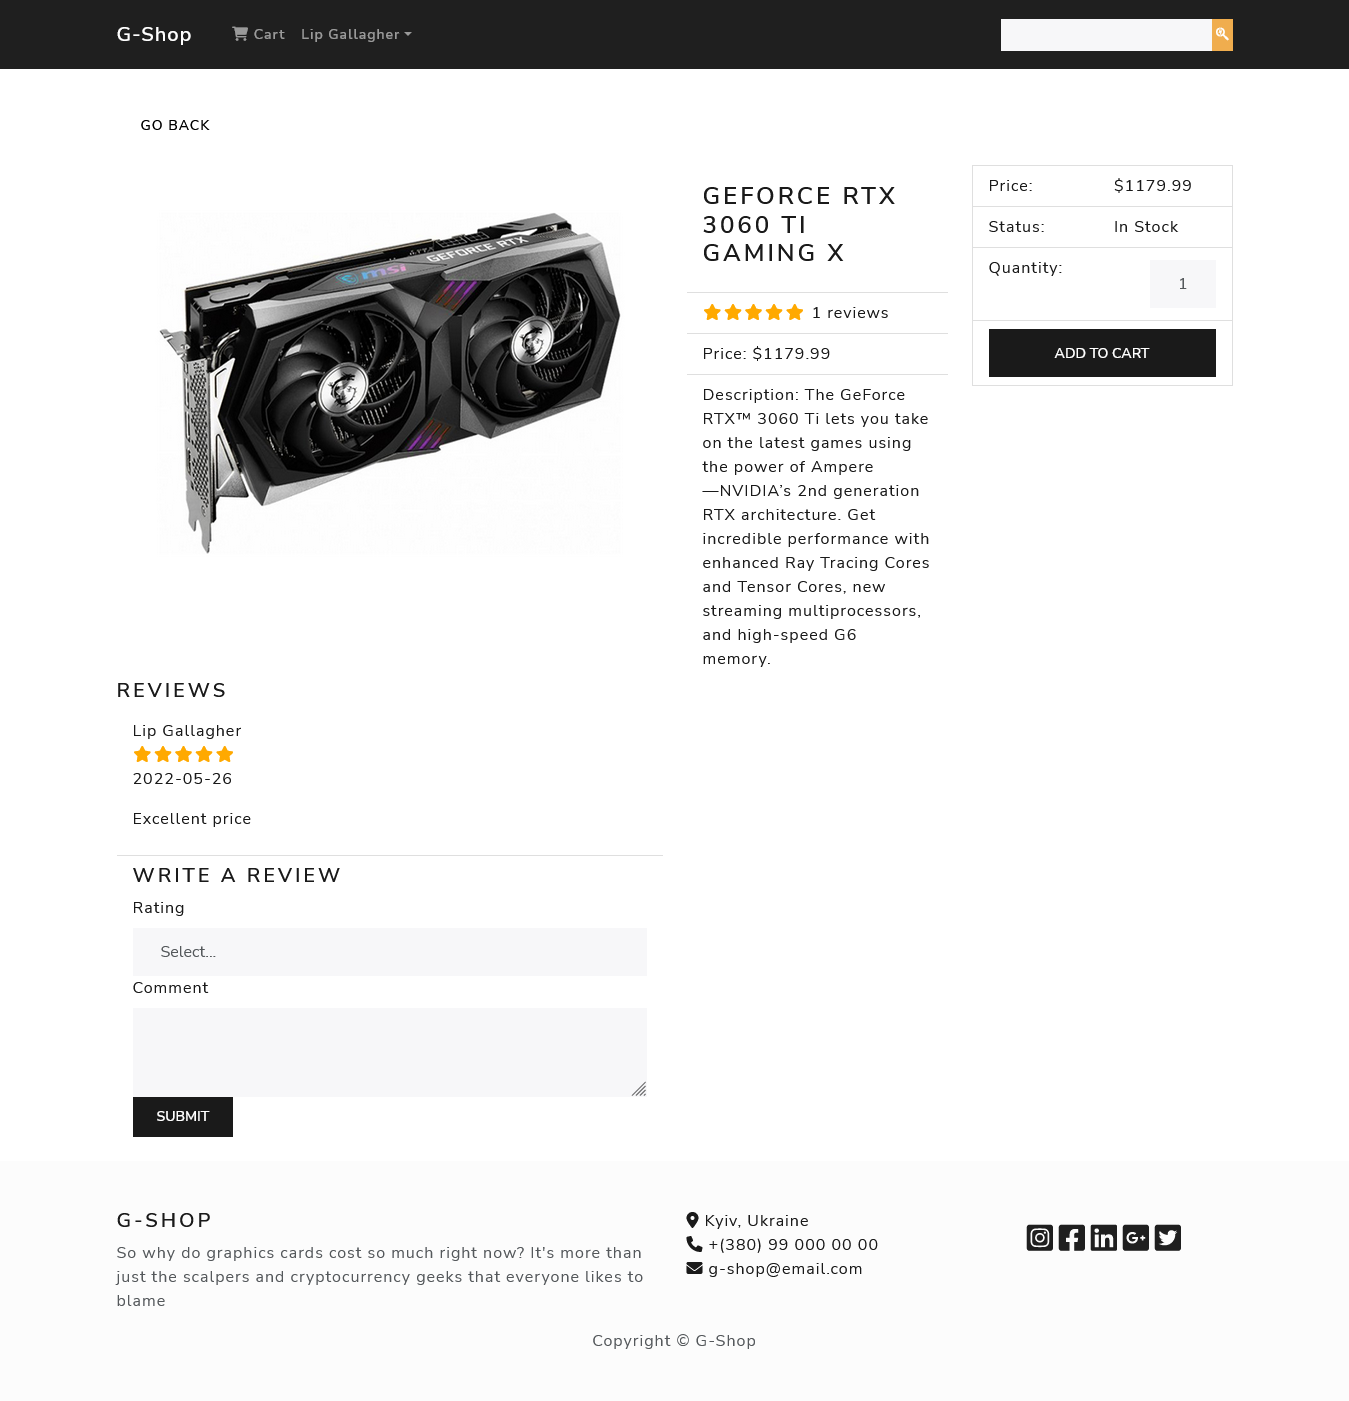 G-Shop
Cart
Lip Gallagher
GO BACK
msi
GEFORCE RTX
GEFORCE RTX
3060 TI
GAMING X
1 reviews
Price: $1179.99
Description: The GeForce
RTX™ 3060 Ti lets you take
on the latest games using
the power of Ampere
—NVIDIA’s 2nd generation
RTX architecture. Get
incredible performance with
enhanced Ray Tracing Cores
and Tensor Cores, new
streaming multiprocessors,
and high-speed G6
memory.
Price: $1179.99
Status: In Stock
Quantity: 1
ADD TO CART
REVIEWS
Lip Gallagher
2022-05-26
Excellent price
WRITE A REVIEW
Rating
Select...
Comment
SUBMIT
G-SHOP
So why do graphics cards cost so much right now? It's more than
just the scalpers and cryptocurrency geeks that everyone likes to
blame
Kyiv, Ukraine
+(380) 99 000 00 00
g-shop@email.com
Copyright © G-Shop